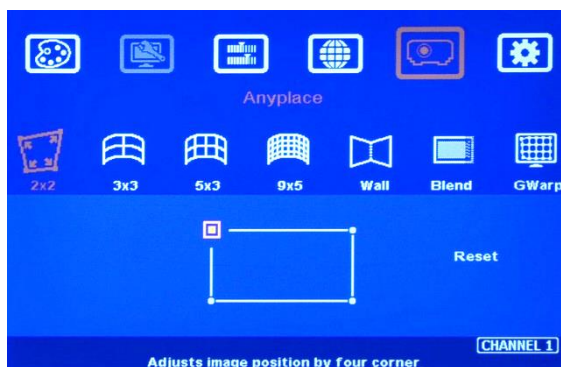 Anyplace
2x2 3x3 5x3 9x5 Wall Blend GWarp
Reset
CHANNEL 1
Adjusts image position by four corner